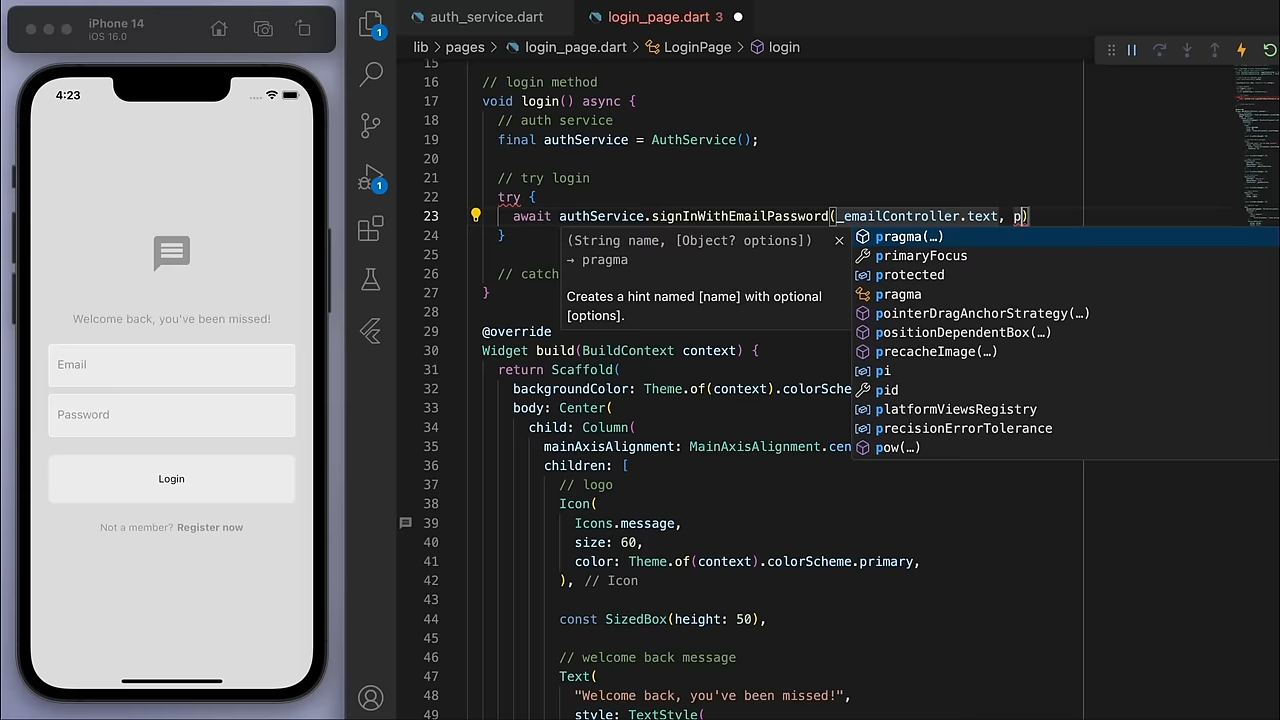 iPhone 14
iOS 16.0
4:23
Welcome back, you've been missed!
Email
Password
Login
Not a member? Register now
1
1
auth_service.dart
login_page.dart 3
lib > pages > login_page.dart > LoginPage > login
15
16 // login method
17 void login() async {
18 // auth service
19 final authService = AuthService();
20
21 // try login
22 try {
23 await authService.signInWithEmailPassword(_emailController.text, p)
24 }
25
26 // catch
27 }
28
29 @override
30 Widget build(BuildContext context) {
31 return Scaffold(
32 backgroundColor: Theme.of(context).colorSche
33 body: Center(
34 child: Column(
35 mainAxisAlignment: MainAxisAlignment.cen
36 children: [
37 // logo
38 Icon(
39 Icons.message,
40 size: 60,
41 color: Theme.of(context).colorScheme.primary,
42 ), // Icon
43
44 const SizedBox(height: 50),
45
46 // welcome back message
47 Text(
48 "Welcome back, you've been missed!",
49 style: TextStyle(
(String name, [Object? options])
→ pragma
Creates a hint named [name] with optional
[options].
pragma(…)
primaryFocus
protected
pragma
pointerDragAnchorStrategy(…)
positionDependentBox(…)
precacheImage(…)
pi
pid
platformViewsRegistry
precisionErrorTolerance
pow(…)